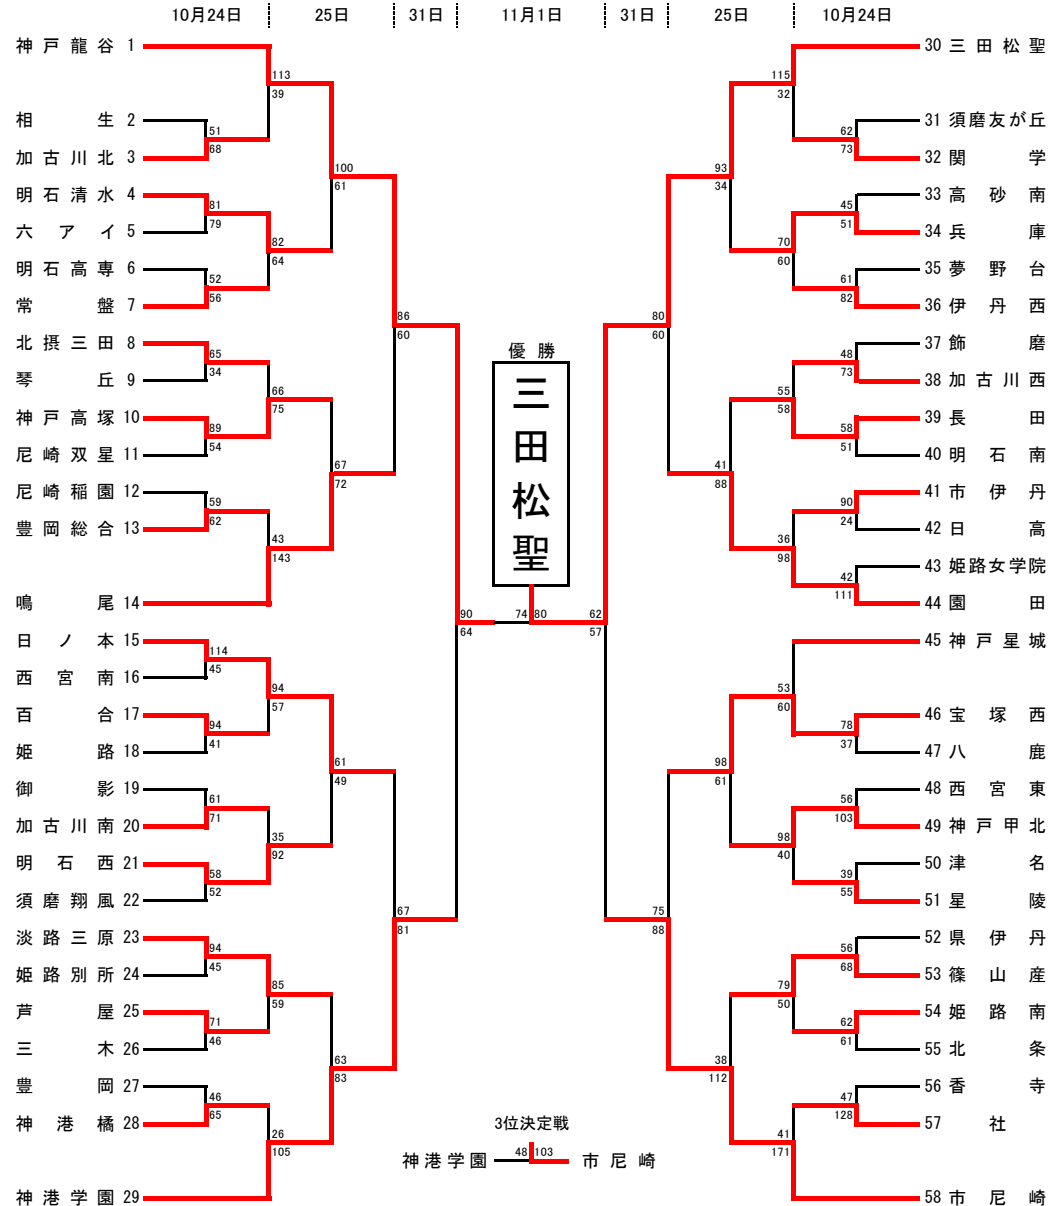 10月24日 25日 31日 11月1日 31日 25日 10月24日
神戸龍谷 1
相生 2
加古川北 3
明石清水 4
六アイ 5
明石高専 6
常盤 7
北摂三田 8
琴丘 9
神戸高塚 10
尼崎双星 11
尼崎稲園 12
豊岡総合 13
鳴尾 14
日ノ本 15
西宮南 16
百合 17
姫路 18
御影 19
加古川南 20
明石西 21
須磨翔風 22
淡路三原 23
姫路別所 24
芦屋 25
三木 26
豊岡 27
神港橘 28
神港学園 29
51
68
81
79
52
56
65
34
89
54
59
62
114
45
94
41
61
71
58
52
94
45
71
46
46
65
113
39
82
64
66
75
43
143
94
57
35
92
85
59
26
105
100
61
67
72
61
49
63
83
86
60
67
81
90
64
優勝
三田松聖
74 80
62
57
80
60
75
88
93
34
41
88
98
61
38
112
115
32
70
60
55
58
36
98
53
60
98
40
79
50
41
171
62
73
45
51
61
82
48
73
58
51
90
24
42
111
78
37
56
103
39
55
56
68
62
61
47
128
30 三田松聖
31 須磨友が丘
32 関学
33 高砂南
34 兵庫
35 夢野台
36 伊丹西
37 飾磨
38 加古川西
39 長田
40 明石南
41 市伊丹
42 日高
43 姫路女学院
44 園田
45 神戸星城
46 宝塚西
47 八鹿
48 西宮東
49 神戸甲北
50 津名
51 星陵
52 県伊丹
53 篠山産
54 姫路南
55 北条
56 香寺
57 社
58 市尼崎
3位決定戦
神港学園 48 103 市尼崎